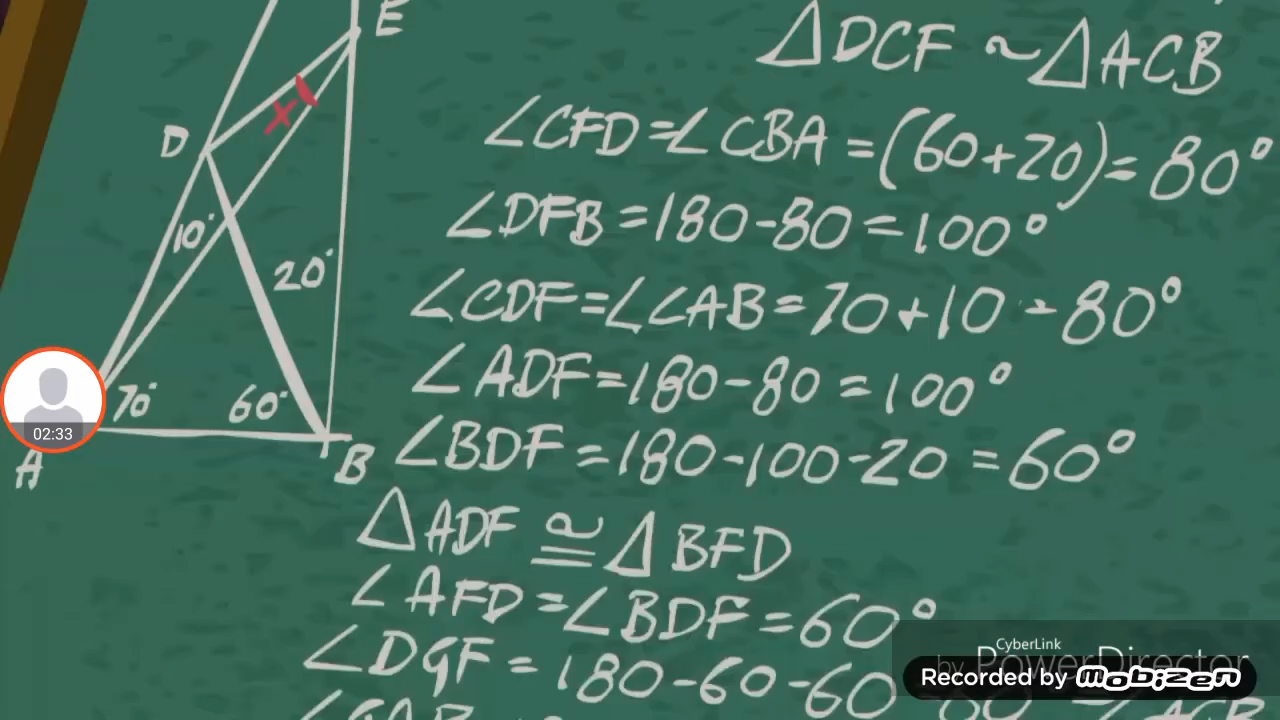 E
△DCF ~ △ACB
x
∠CFD=∠CBA=(60+20)=80°
D
∠DFB=180-80=100°
10°
20°
∠CDF=∠CAB=70+10-80°
∠ADF=180-80=100°
70°
60°
02:33
∠BDF=180-100-20=60°
A
B
△ADF≅△BFD
∠AFD=∠BDF=60°
CyberLink
by PowerDirector
∠DGF=180-60-60
Recorded by mobizen